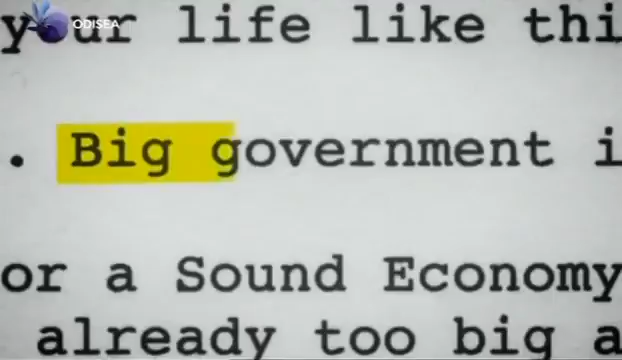 ODISEA
your life like thi
. Big government i
or a Sound Economy
already too big a